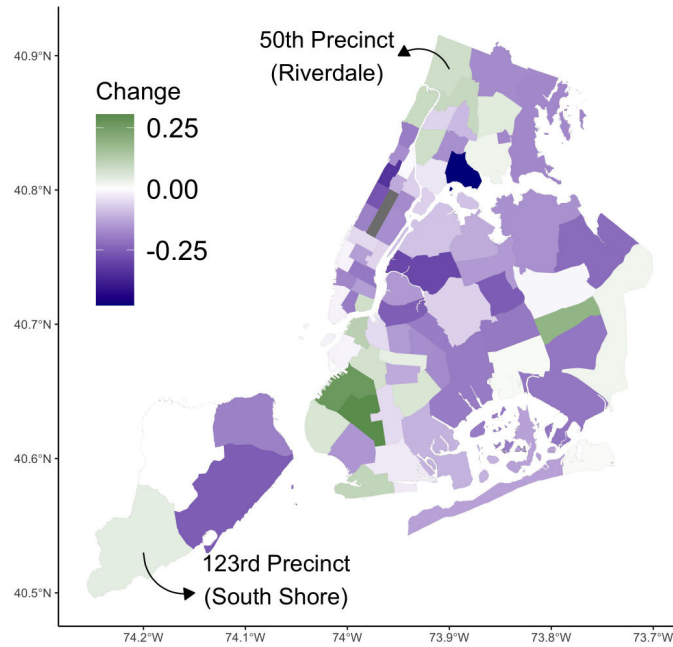 50th Precinct
(Riverdale)
Change
0.25
0.00
-0.25
123rd Precinct
(South Shore)
40.9°N
40.8°N
40.7°N
40.6°N
40.5°N
74.2°W 74.1°W 74°W 73.9°W 73.8°W 73.7°W